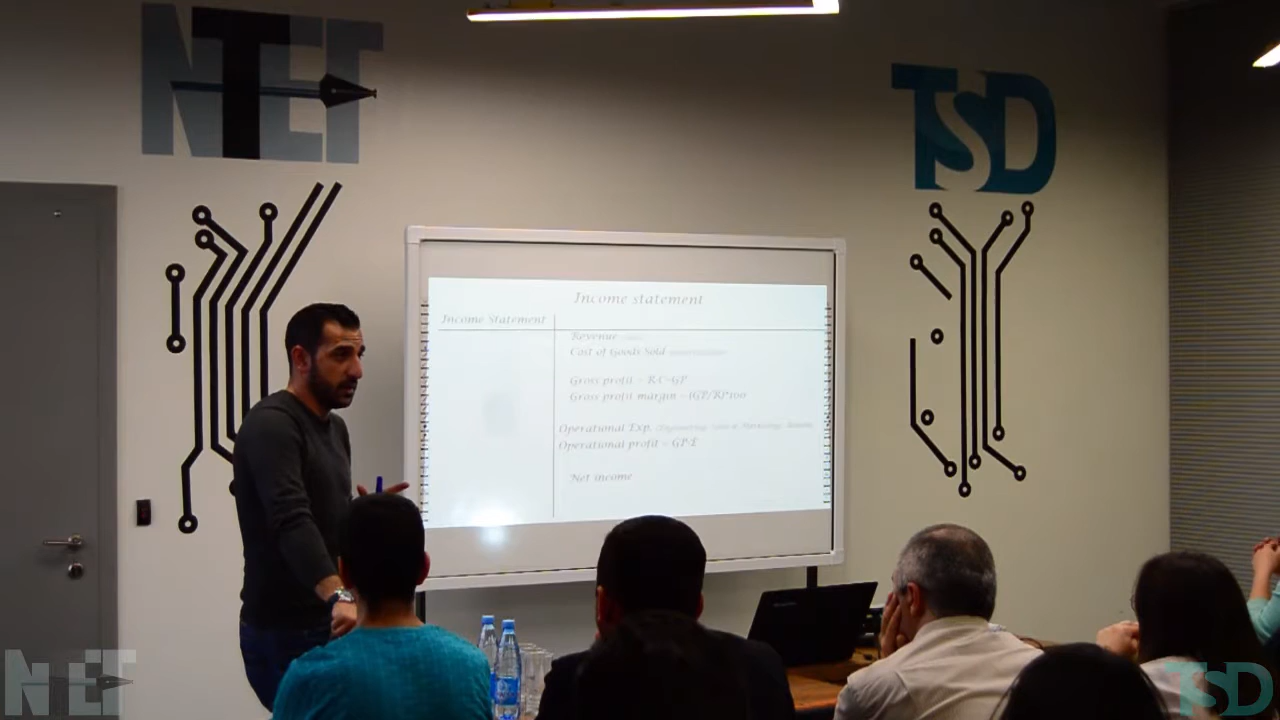 NTET
TSD
Income statement
Income Statement
Revenue
Cost of Goods Sold
Gross profit = R-C=GP
Gross profit margin = (GP/R)*100
Operational Exp.
Operational profit = GP-E
Net income
NTET
TSD